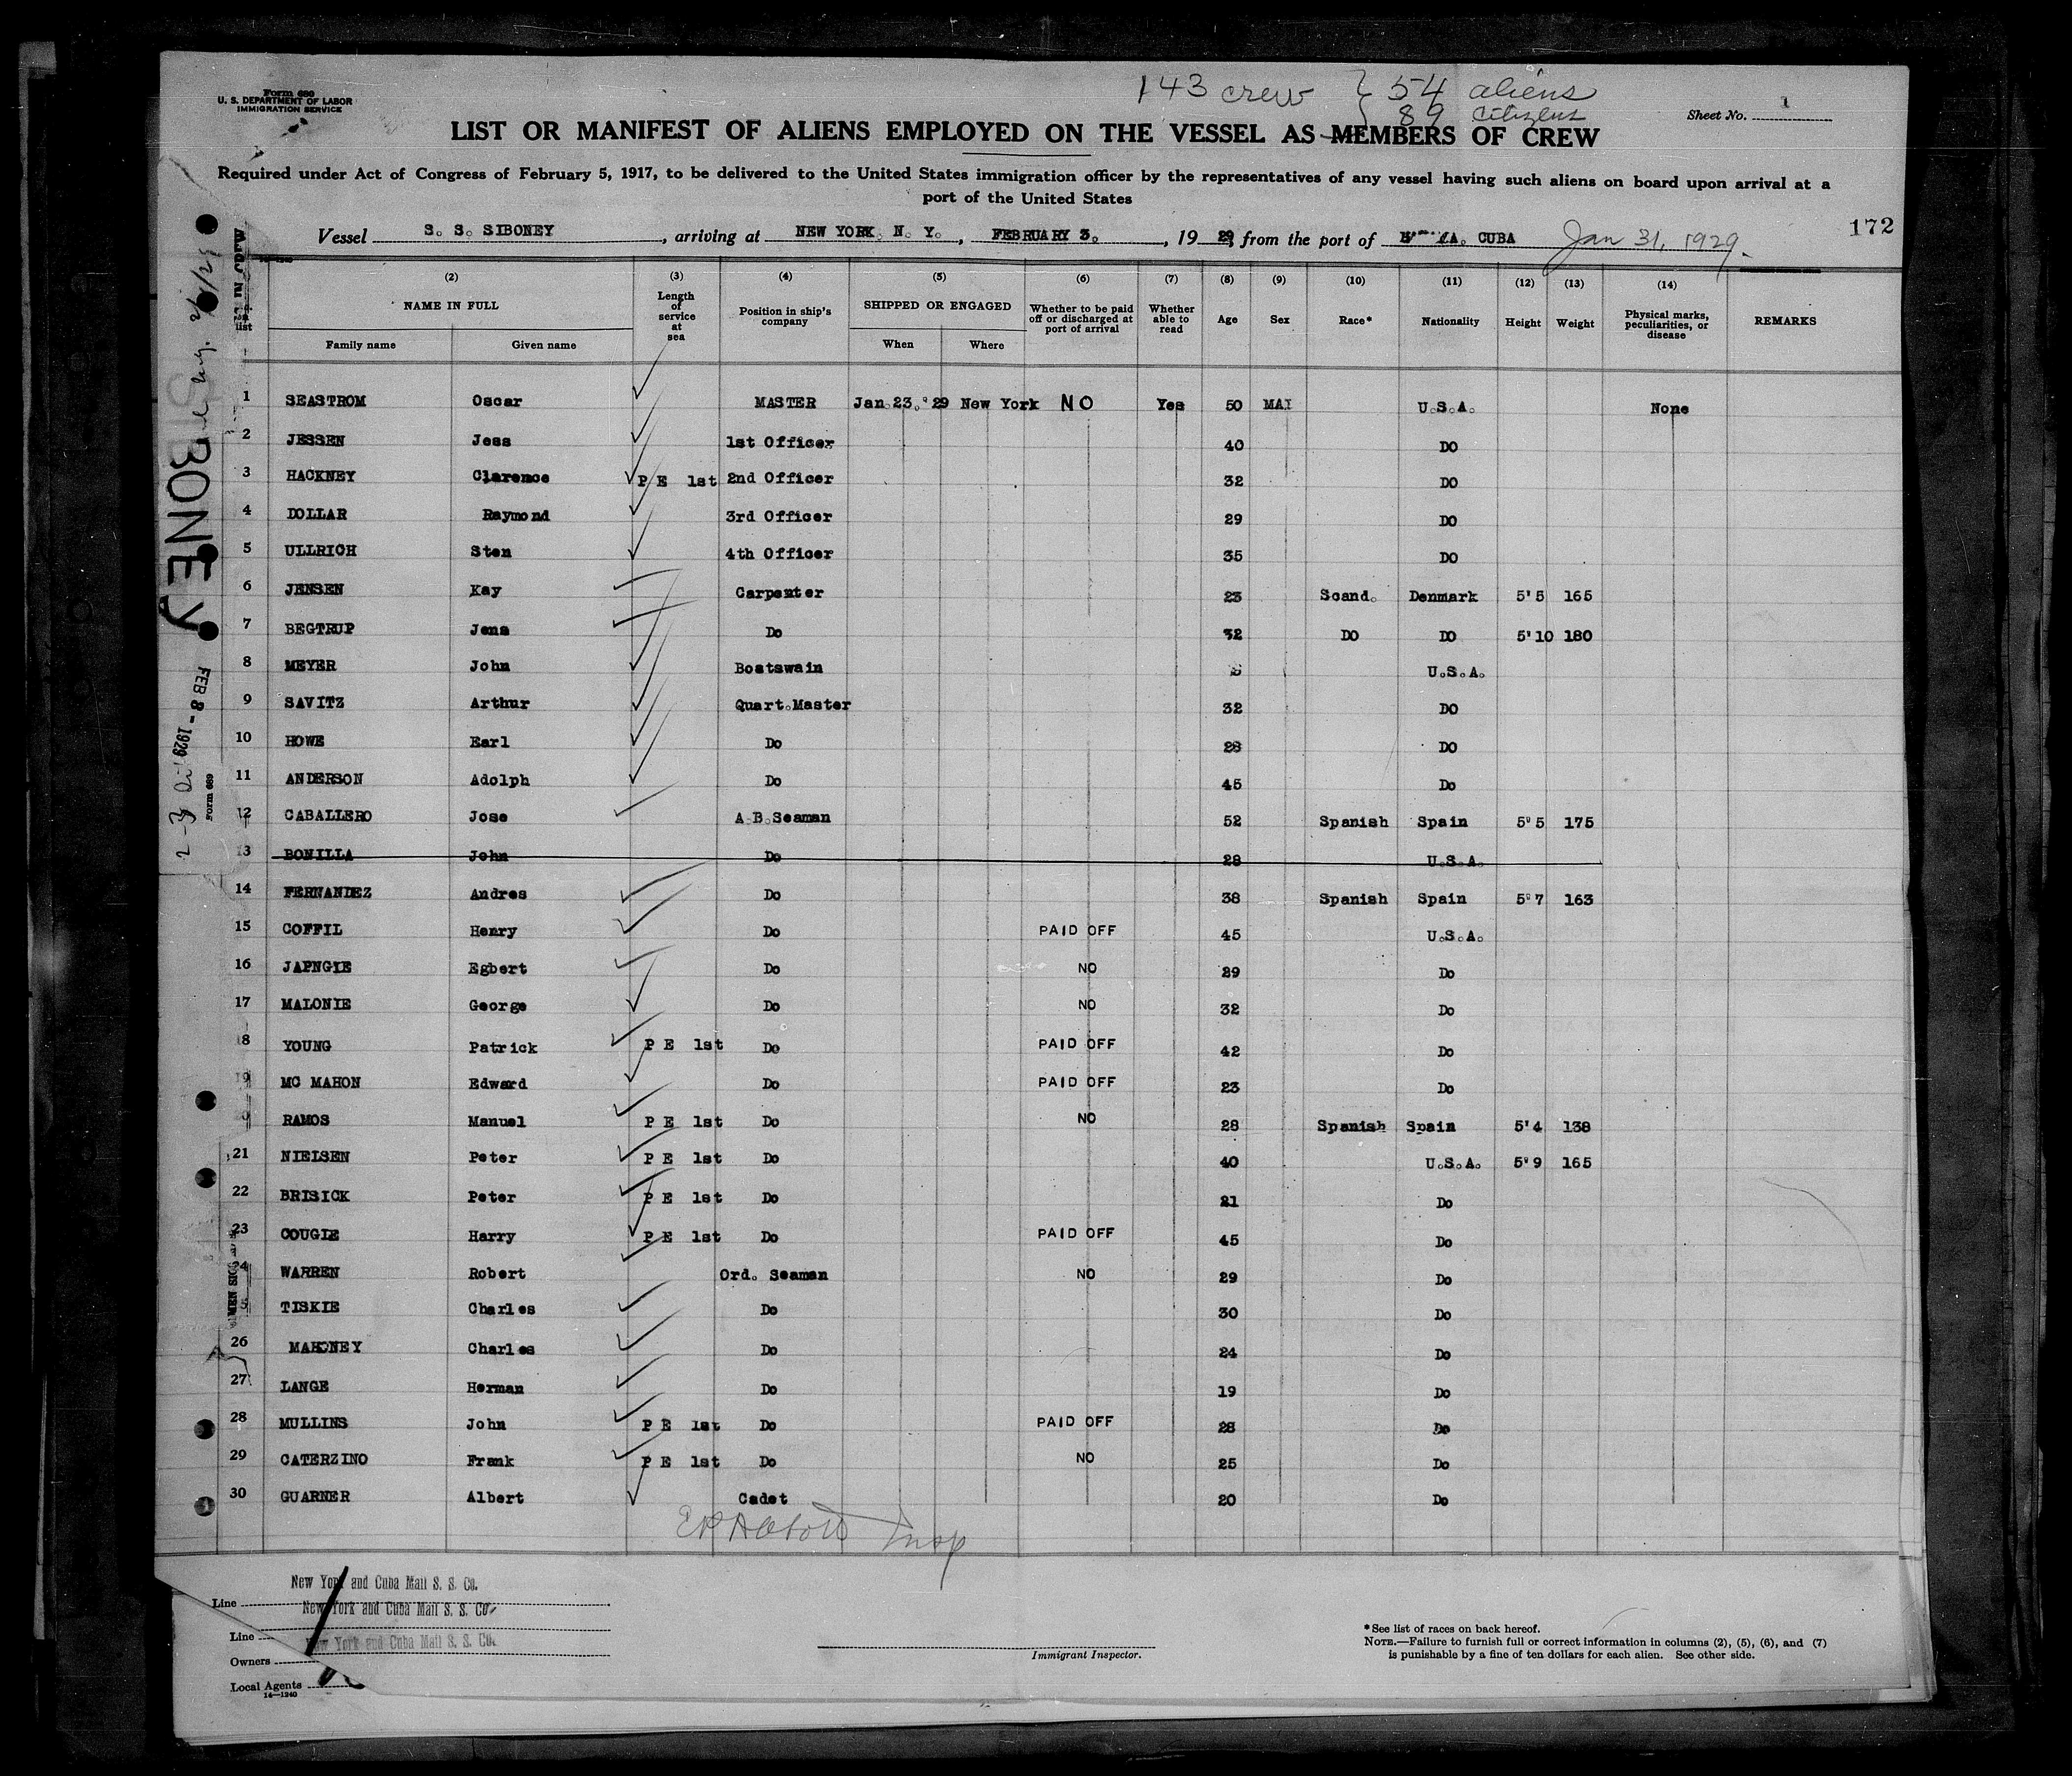 143 crew } 54 aliens
89 citizens
Form 689
U. S. DEPARTMENT OF LABOR
IMMIGRATION SERVICE
Sheet No. 1
LIST OR MANIFEST OF ALIENS EMPLOYED ON THE VESSEL AS MEMBERS OF CREW
Required under Act of Congress of February 5, 1917, to be delivered to the United States immigration officer by the representatives of any vessel having such aliens on board upon arrival at a
port of the United States
172
Vessel S. S. SIBONEY, arriving at NEW YORK. N. Y., FEBRUARY 3., 1929, from the port of CUBA Jan 31, 1929.
(2) (3) (4) (5) (6) (7) (8) (9) (10) (11) (12) (13) (14)
list NAME IN FULL Family name Given name Length of service at sea Position in ship's company SHIPPED OR ENGAGED When Where Whether to be paid off or discharged at port of arrival Whether able to read Age Sex Race* Nationality Height Weight Physical marks, peculiarities, or disease REMARKS
1 SEASTROM Oscar MASTER Jan 23. '29 New York NO Yes 50 U.S.A. None
2 JESSEN Jess 1st Officer 40 DO
3 HACKNEY Clarence P E 1st 2nd Officer 32 DO
4 DOLLAR Raymond 3rd Officer 29 DO
5 ULLRICH Sten 4th Officer 35 DO
6 JENSEN Kay Carpenter 23 Scand. Denmark 5'5 165
7 BEGTRUP Jens Do 32 DO DO 5'10 180
8 MEYER John Boatswain U.S.A.
9 SAVITZ Arthur Quart.Master 32 DO
10 HOWE Earl Do 28 DO
11 ANDERSON Adolph Do 45 Do
12 CABALLERO Jose A.B.Seaman 52 Spanish Spain 5'5 175
13 BONILLA John Do 28 U.S.A.
14 FERNANDEZ Andres Do 38 Spanish Spain 5'7 163
15 COFFIL Henry Do PAID OFF 45 U.S.A.
16 JAPNGIE Egbert Do NO 29 Do
17 MALONIE George Do NO 32 Do
8 YOUNG Patrick P E 1st Do PAID OFF 42 Do
19 MC MAHON Edward Do PAID OFF 23 Do
RAMOS Manuel P E 1st Do NO 28 Spanish Spain 5'4 138
21 NIELSEN Peter P E 1st Do 40 U.S.A. 5'9 165
22 BRISICK Peter P E 1st Do 21 Do
23 COUGIE Harry P E 1st Do PAID OFF 45 Do
24 WARREN Robert Ord. Seaman NO 29 Do
5 TISKIE Charles Do 30 Do
26 MAHONEY Charles Do 24 Do
27 LANGE Herman Do 19 Do
28 MULLINS John P E 1st Do PAID OFF 28 Do
29 CATERZINO Frank P E 1st Do NO 25 Do
30 GUARNER Albert Cadet 20 Do
Insp
New York and Cuba Mail S. S. Co.
Line New York and Cuba Mail S. S. Co.
Line New York and Cuba Mail S. S. Co.
Owners
Local Agents
14—1240
Immigrant Inspector.
*See list of races on back hereof.
NOTE.—Failure to furnish full or correct information in columns (2), (5), (6), and (7)
is punishable by a fine of ten dollars for each alien. See other side.
SIBONEY
FEB 8 - 1929
Form 689